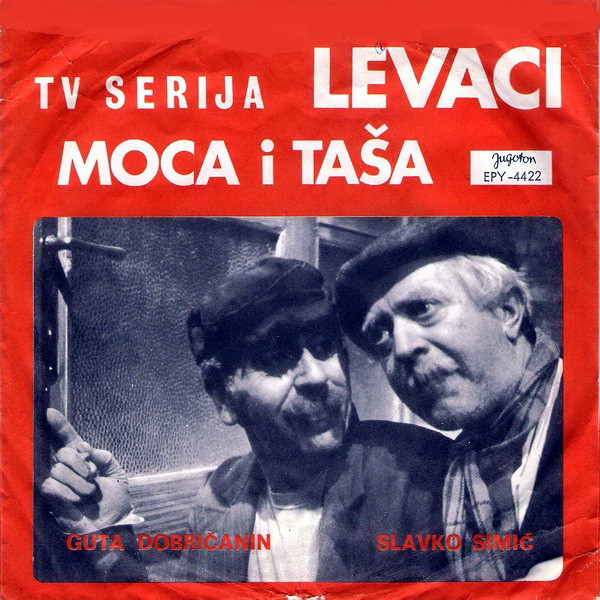 TV SERIJA LEVACI
MOCA i TAŠA
Jugoton
EPY-4422
GUTA DOBRIČANIN
SLAVKO SIMIĆ